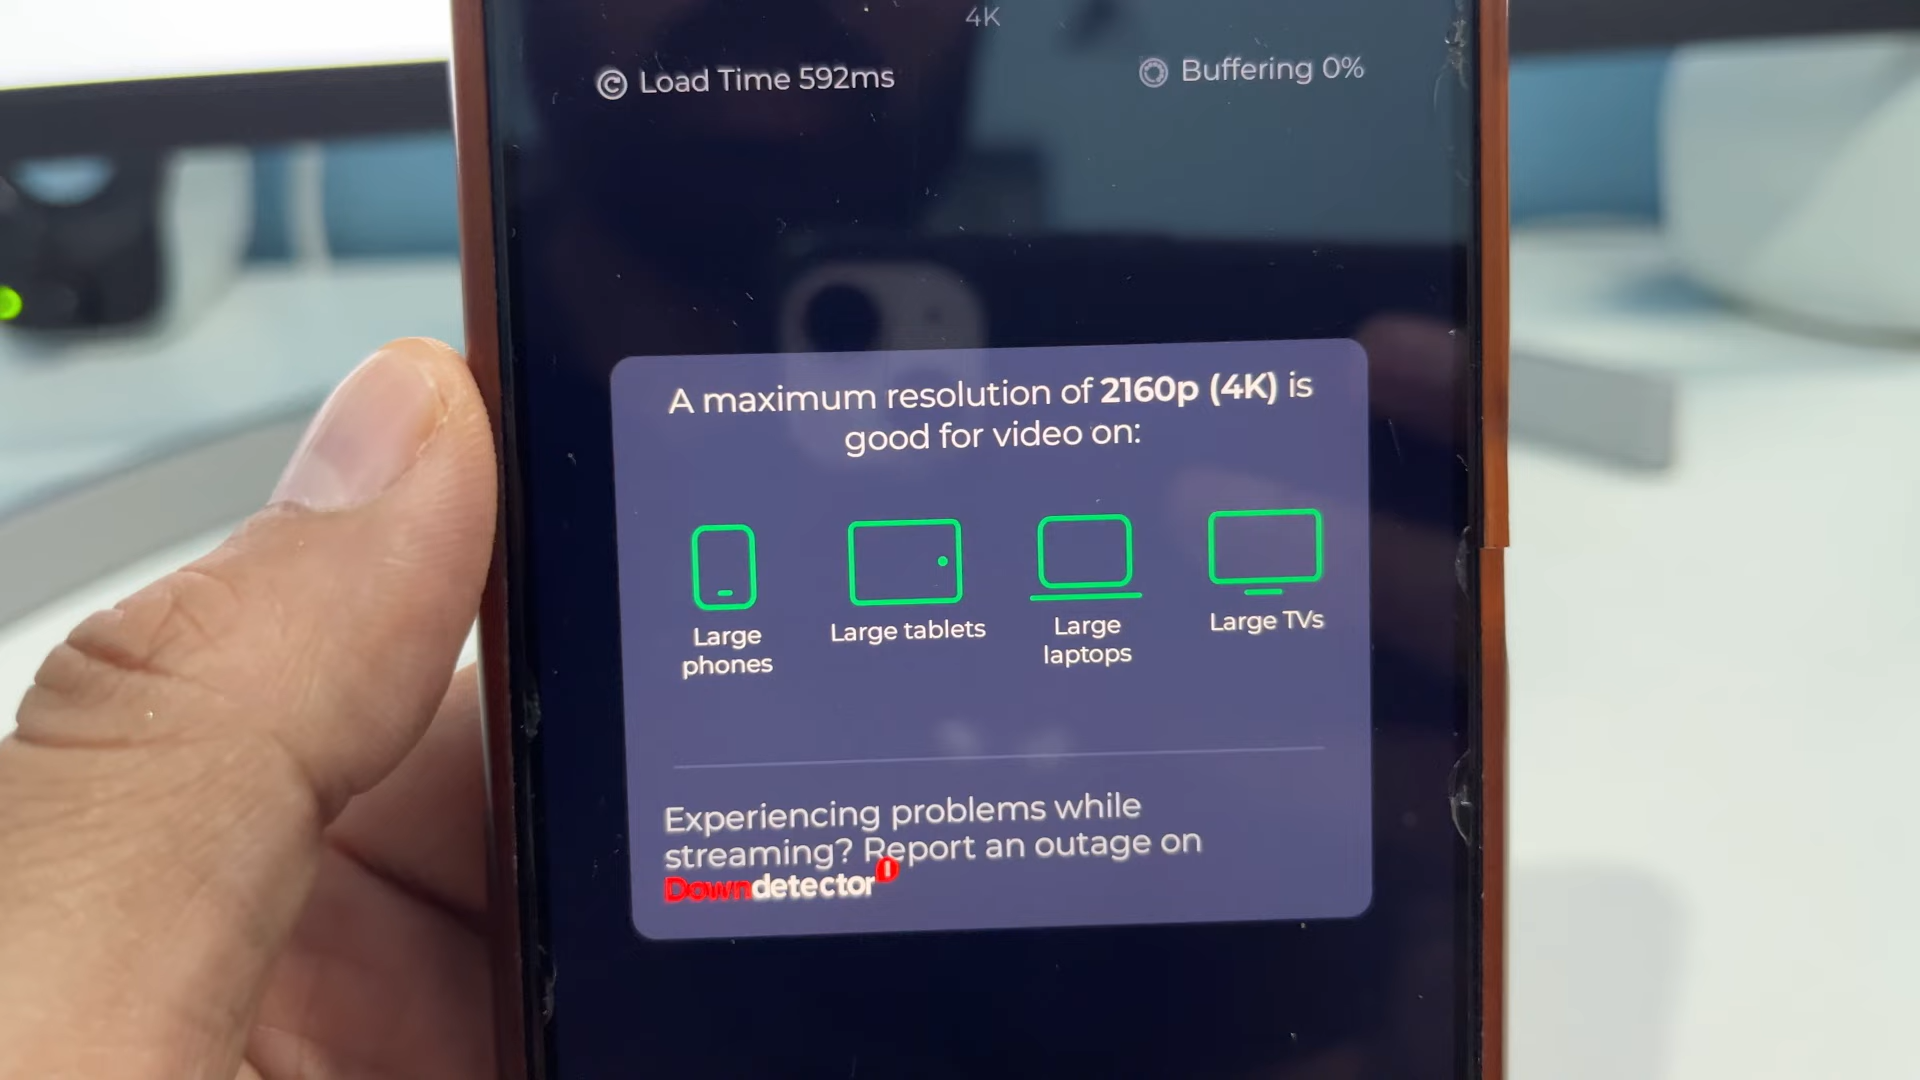 4K
Load Time 592ms
Buffering 0%
A maximum resolution of 2160p (4K) is
good for video on:
Large
phones
Large tablets
Large
laptops
Large TVs
Experiencing problems while
streaming? Report an outage on
Downdetector